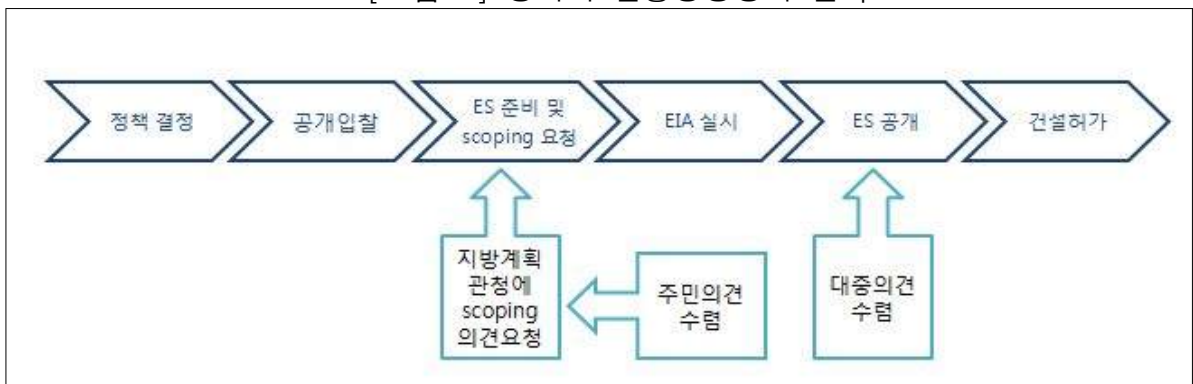 정책 결정
공개입찰
ES 준비 및
scoping 요청
EIA 실시
ES 공개
건설허가
지방계획
관청에
scoping
의견요청
주민의견
수렴
대중의견
수렴